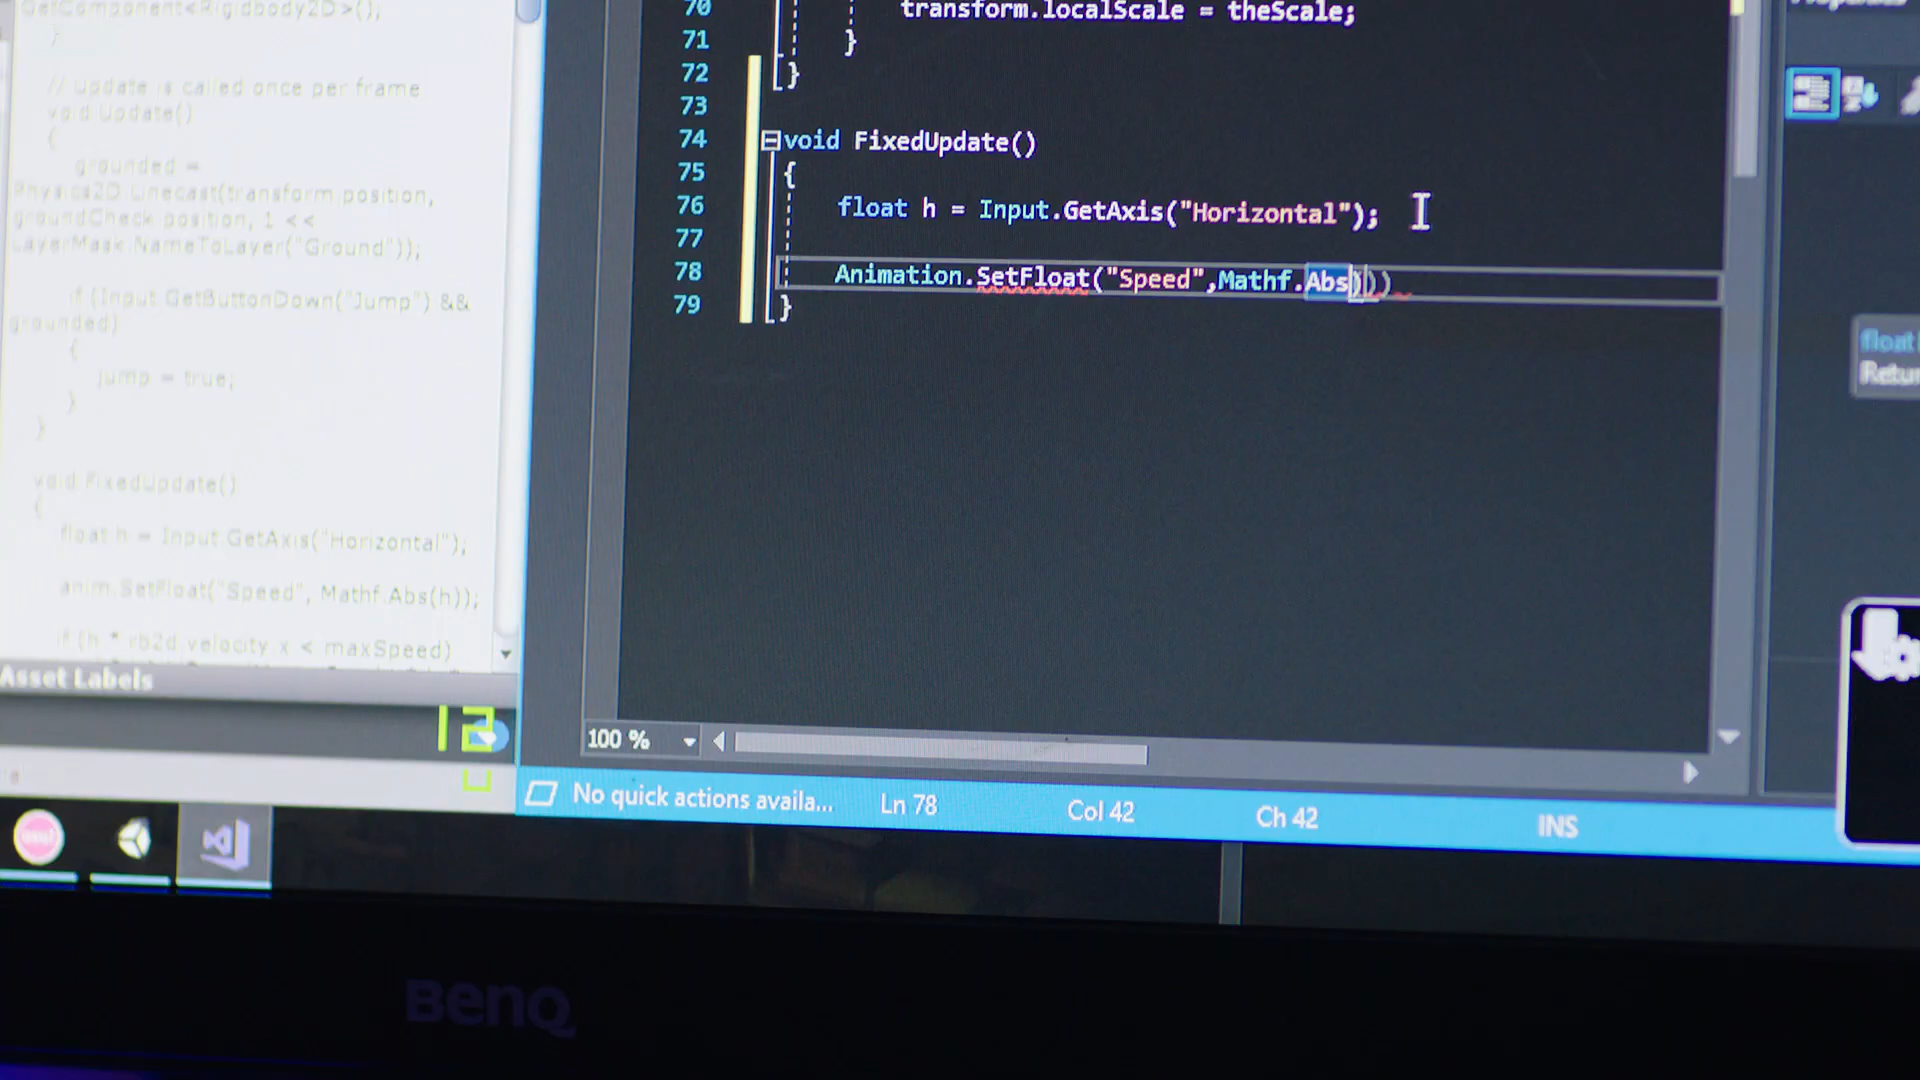 GetComponent<Rigidbody2D>();
}
// Update is called once per frame
void Update()
{
grounded =
Physics2D.Linecast(transform.position,
groundCheck.position, 1 <<
LayerMask.NameToLayer("Ground"));
if (Input.GetButtonDown("Jump") &&
grounded)
{
jump = true;
}
}
void FixedUpdate()
{
float h = Input.GetAxis("Horizontal");
anim.SetFloat("Speed", Mathf.Abs(h));
if (h * rb2d.velocity.x < maxSpeed)
Asset Labels
12
70 transform.localScale = theScale;
71 }
72 }
73
74 void FixedUpdate()
75 {
76 float h = Input.GetAxis("Horizontal");
77
78 Animation.SetFloat("Speed",Mathf.Abs()))
79 }
100 %
No quick actions availa...
Ln 78
Col 42
Ch 42
INS
Properties
float
Retur
BenQ